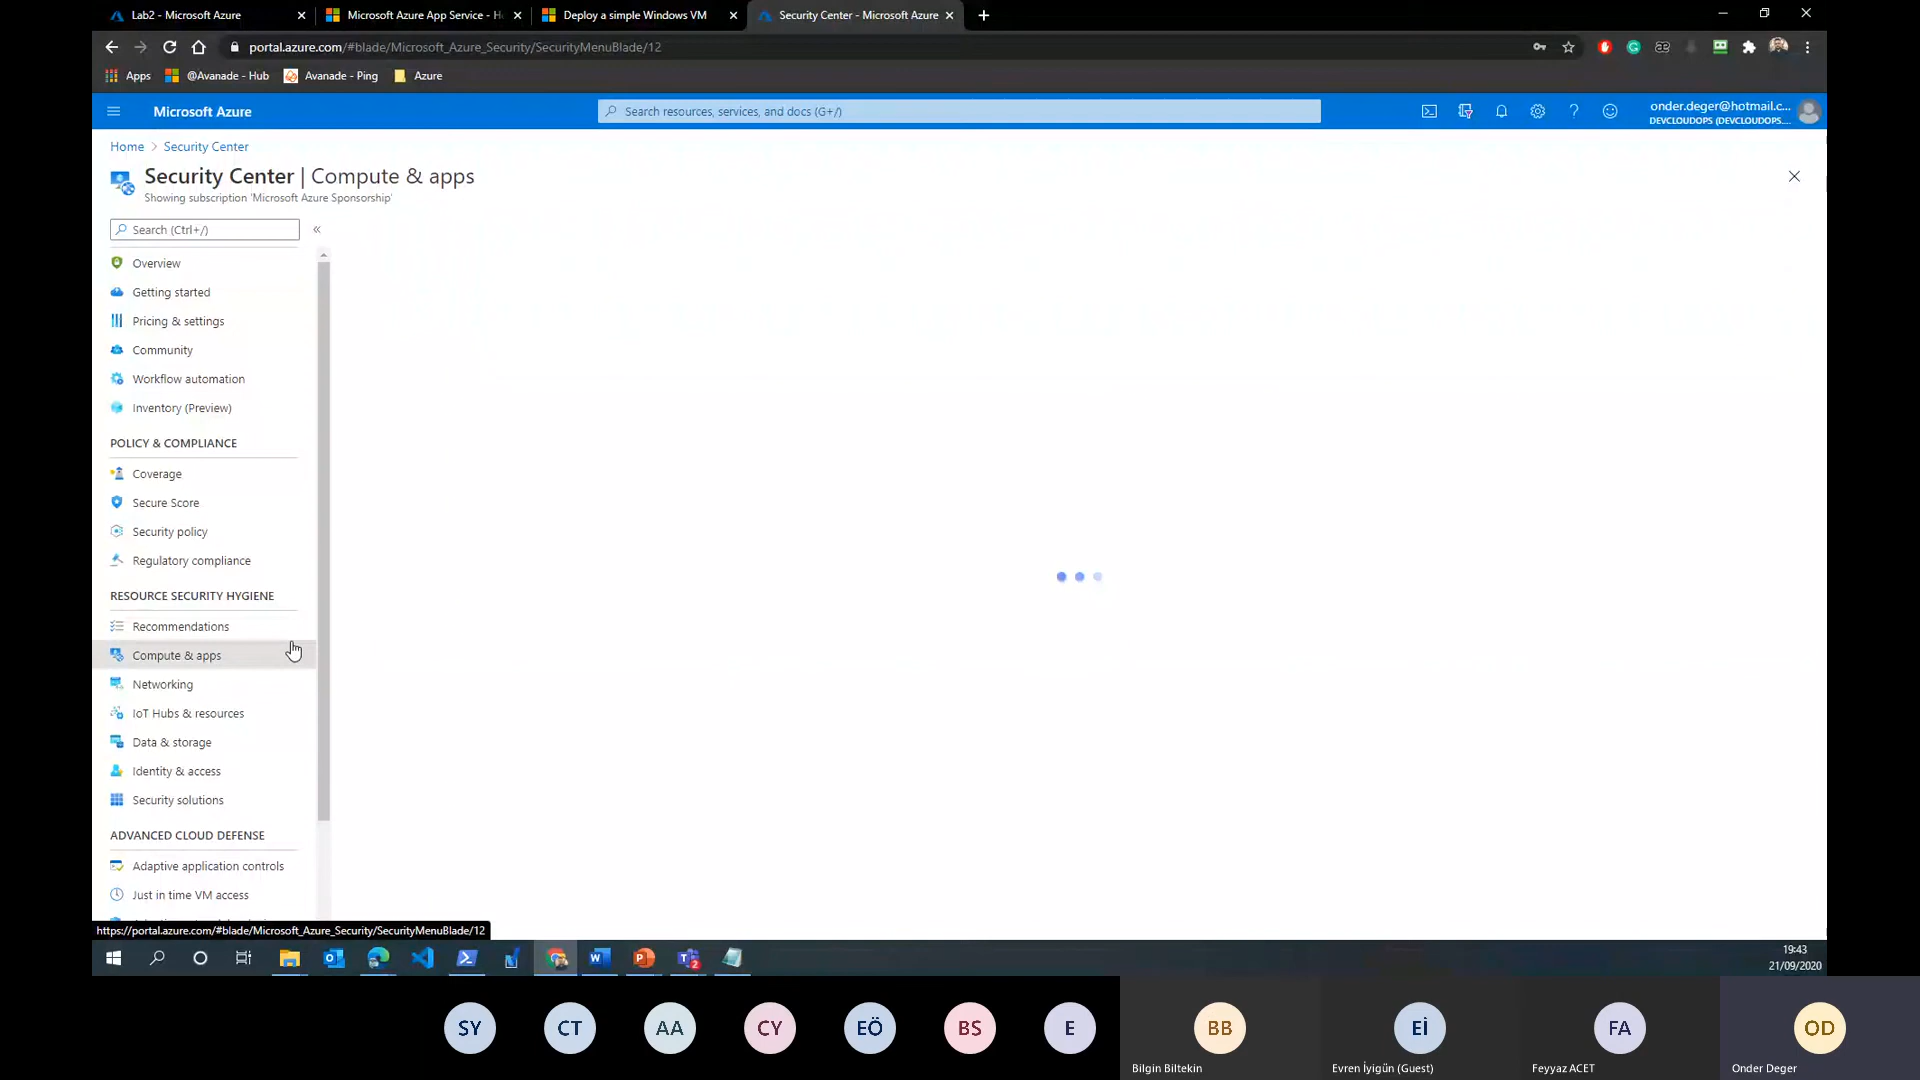 Lab2 - Microsoft Azure
Microsoft Azure App Service - H
Deploy a simple Windows VM
Security Center - Microsoft Azure
portal.azure.com/#blade/Microsoft_Azure_Security/SecurityMenuBlade/12
Apps
@Avanade - Hub
Avanade - Ping
Azure
Microsoft Azure
Search resources, services, and docs (G+/)
onder.deger@hotmail.c...
DEVCLOUDOPS (DEVCLOUDOPS....
Home > Security Center
Security Center | Compute & apps
Showing subscription 'Microsoft Azure Sponsorship'
Search (Ctrl+/)
Overview
Getting started
Pricing & settings
Community
Workflow automation
Inventory (Preview)
POLICY & COMPLIANCE
Coverage
Secure Score
Security policy
Regulatory compliance
RESOURCE SECURITY HYGIENE
Recommendations
Compute & apps
Networking
IoT Hubs & resources
Data & storage
Identity & access
Security solutions
ADVANCED CLOUD DEFENSE
Adaptive application controls
Just in time VM access
https://portal.azure.com/#blade/Microsoft_Azure_Security/SecurityMenuBlade/12
19:43
21/09/2020
SY
CT
AA
CY
EÖ
BS
E
BB
Bilgin Biltekin
Eİ
Evren İyigün (Guest)
FA
Feyyaz ACET
OD
Onder Deger